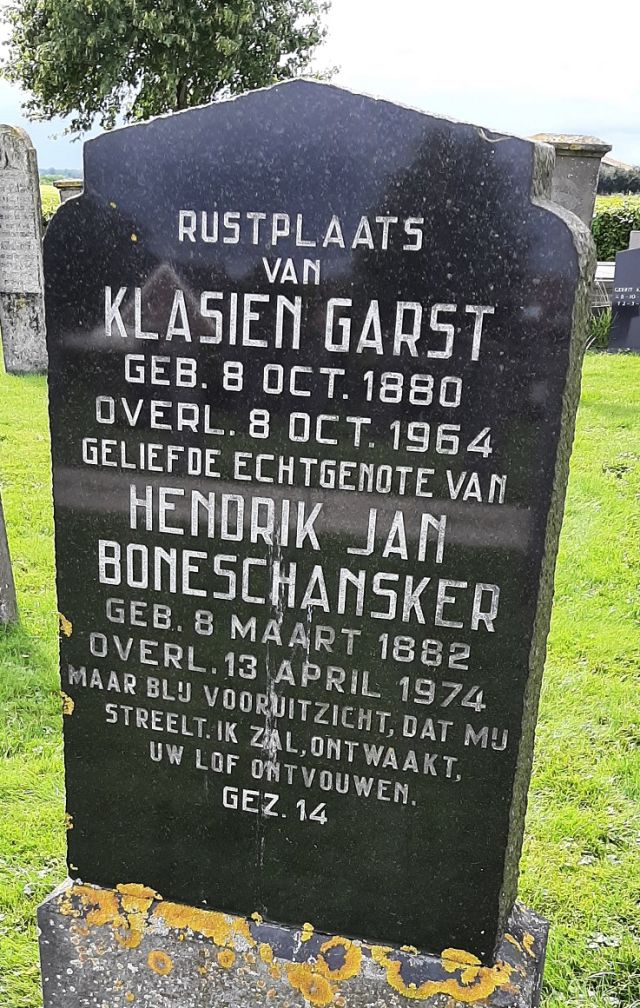 RUSTPLAATS
VAN
KLASIEN GARST
GEB. 8 OCT. 1880
OVERL. 8 OCT. 1964
GELIEFDE ECHTGENOTE VAN
HENDRIK JAN
BONESCHANSKER
GEB. 8 MAART 1882
OVERL. 13 APRIL 1974
MAAR BLIJ VOORUITZICHT, DAT MIJ
STREELT. IK ZAL, ONTWAAKT,
UW LOF ONTVOUWEN.
GEZ. 14